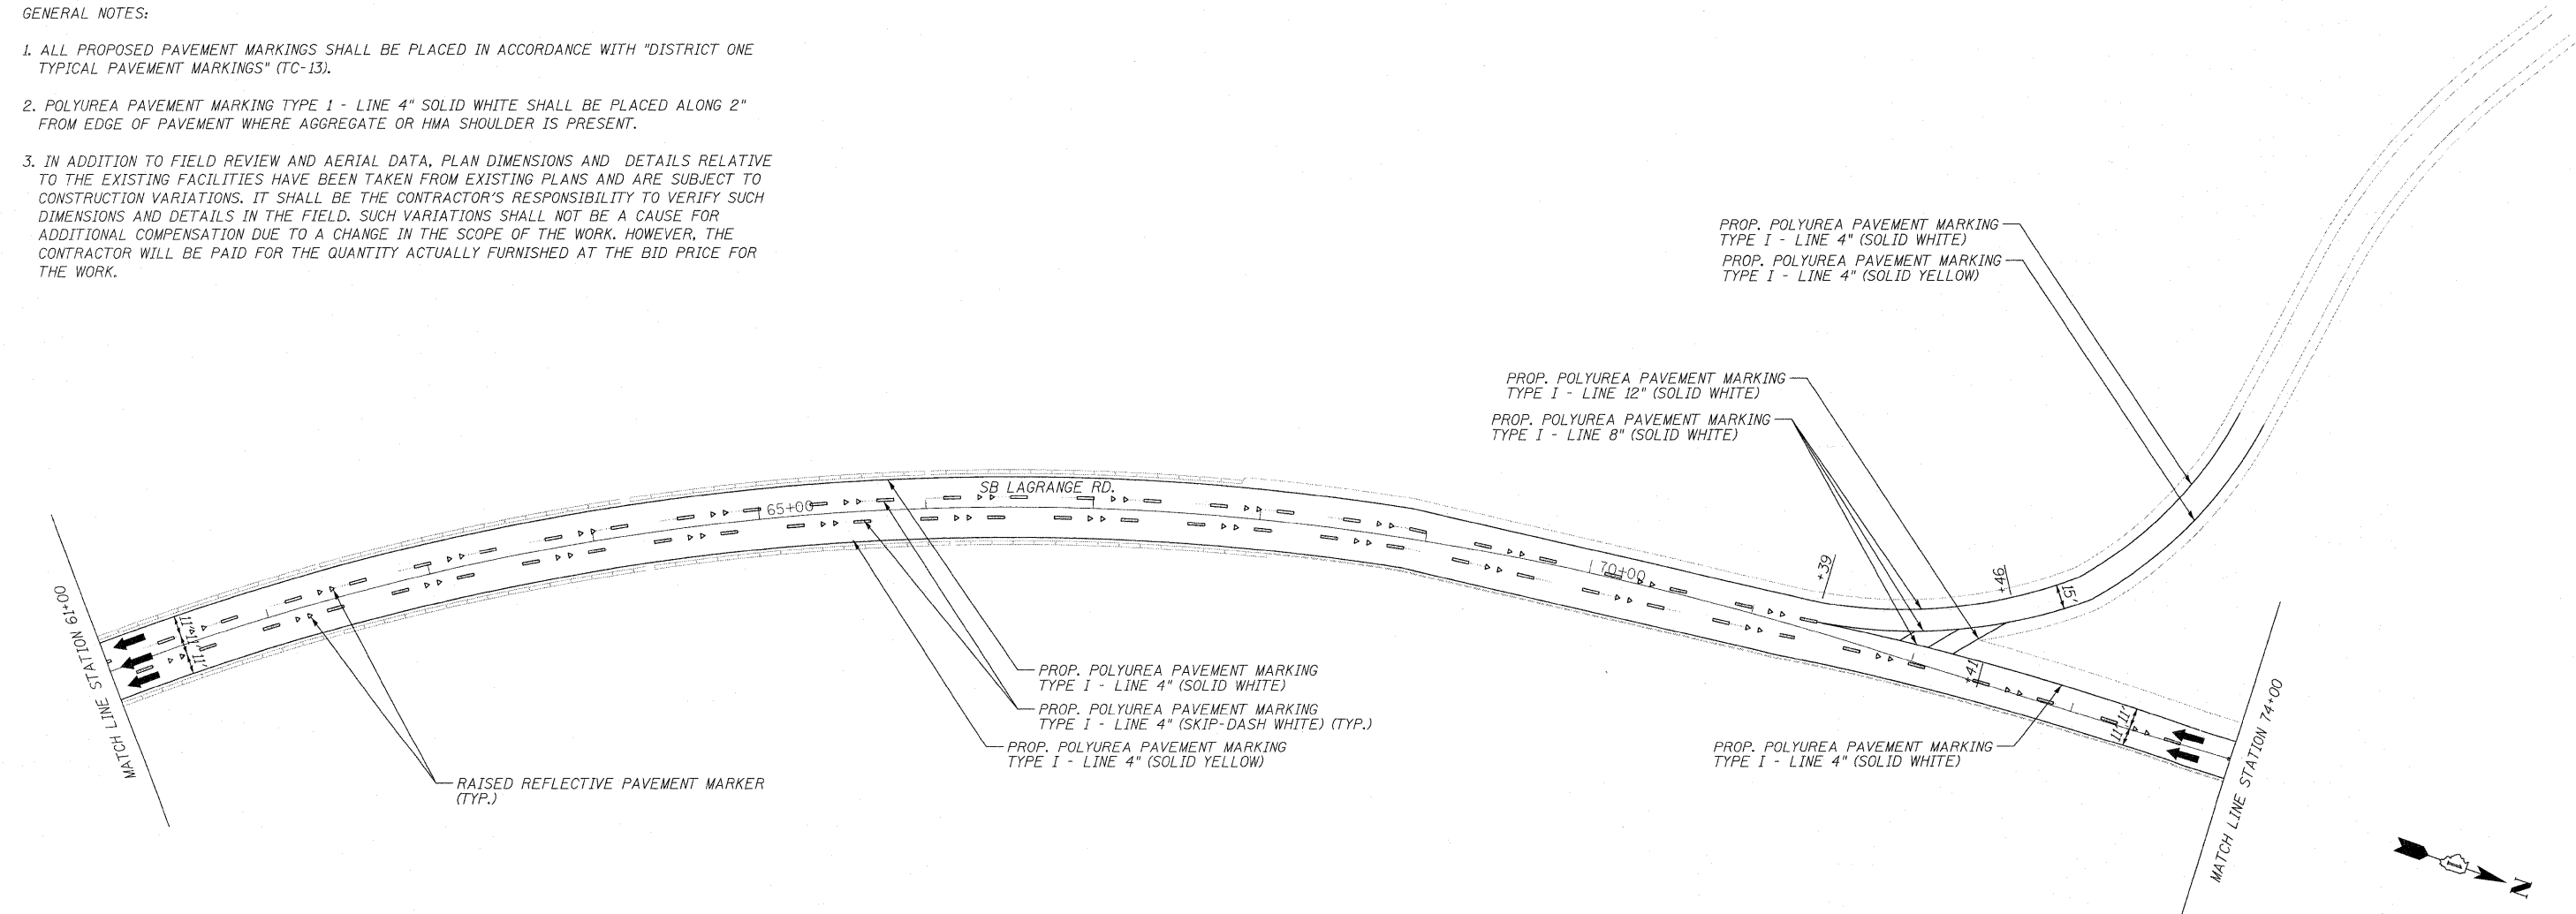 GENERAL NOTES:
1. ALL PROPOSED PAVEMENT MARKINGS SHALL BE PLACED IN ACCORDANCE WITH "DISTRICT ONE
TYPICAL PAVEMENT MARKINGS" (TC-13).
2. POLYUREA PAVEMENT MARKING TYPE 1 - LINE 4" SOLID WHITE SHALL BE PLACED ALONG 2"
FROM EDGE OF PAVEMENT WHERE AGGREGATE OR HMA SHOULDER IS PRESENT.
3. IN ADDITION TO FIELD REVIEW AND AERIAL DATA, PLAN DIMENSIONS AND DETAILS RELATIVE
TO THE EXISTING FACILITIES HAVE BEEN TAKEN FROM EXISTING PLANS AND ARE SUBJECT TO
CONSTRUCTION VARIATIONS. IT SHALL BE THE CONTRACTOR'S RESPONSIBILITY TO VERIFY SUCH
DIMENSIONS AND DETAILS IN THE FIELD. SUCH VARIATIONS SHALL NOT BE A CAUSE FOR
ADDITIONAL COMPENSATION DUE TO A CHANGE IN THE SCOPE OF THE WORK. HOWEVER, THE
CONTRACTOR WILL BE PAID FOR THE QUANTITY ACTUALLY FURNISHED AT THE BID PRICE FOR
THE WORK.
PROP. POLYUREA PAVEMENT MARKING
TYPE I - LINE 4" (SOLID WHITE)
PROP. POLYUREA PAVEMENT MARKING
TYPE I - LINE 4" (SOLID YELLOW)
PROP. POLYUREA PAVEMENT MARKING
TYPE I - LINE 12" (SOLID WHITE)
PROP. POLYUREA PAVEMENT MARKING
TYPE I - LINE 8" (SOLID WHITE)
SB LAGRANGE RD.
65+00
70+00
+39
+46
15'
+41
11'
11'
11'
11'
11'
MATCH LINE STATION 61+00
MATCH LINE STATION 74+00
PROP. POLYUREA PAVEMENT MARKING
TYPE I - LINE 4" (SOLID WHITE)
PROP. POLYUREA PAVEMENT MARKING
TYPE I - LINE 4" (SKIP-DASH WHITE) (TYP.)
PROP. POLYUREA PAVEMENT MARKING
TYPE I - LINE 4" (SOLID YELLOW)
PROP. POLYUREA PAVEMENT MARKING
TYPE I - LINE 4" (SOLID WHITE)
RAISED REFLECTIVE PAVEMENT MARKER
(TYP.)
N